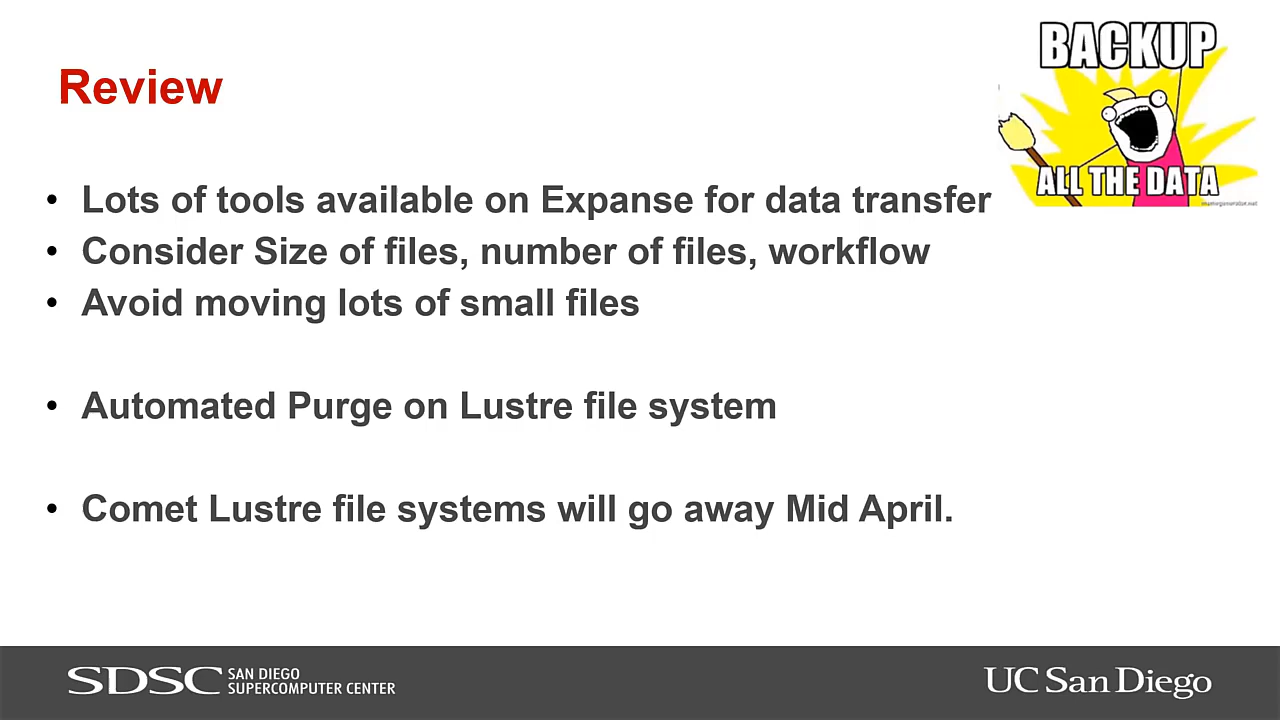 BACKUP
ALL THE DATA
memegenerator.net
Review
• Lots of tools available on Expanse for data transfer
• Consider Size of files, number of files, workflow
• Avoid moving lots of small files
• Automated Purge on Lustre file system
• Comet Lustre file systems will go away Mid April.
SDSC SAN DIEGO
SUPERCOMPUTER CENTER
UC San Diego